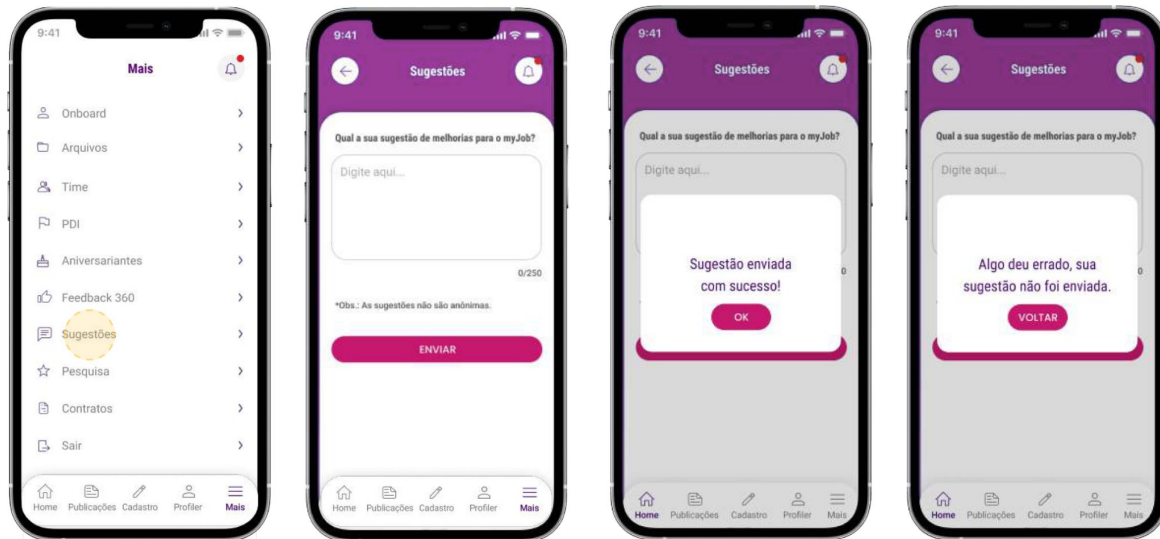 9:41
Mais
Onboard
Arquivos
Time
PDI
Aniversariantes
Feedback 360
Sugestões
Pesquisa
Contratos
Sair
Home Publicações Cadastro Profiler Mais
9:41
Sugestões
Qual a sua sugestão de melhorias para o myJob?
Digite aqui...
0/250
*Obs.: As sugestões não são anônimas.
ENVIAR
Home Publicações Cadastro Profiler Mais
9:41
Sugestões
Qual a sua sugestão de melhorias para o myJob?
Digite aqui...
0
Sugestão enviada
com sucesso!
OK
Home Publicações Cadastro Profiler Mais
9:41
Sugestões
Qual a sua sugestão de melhorias para o myJob?
Digite aqui...
0
Algo deu errado, sua
sugestão não foi enviada.
VOLTAR
Home Publicações Cadastro Profiler Mais